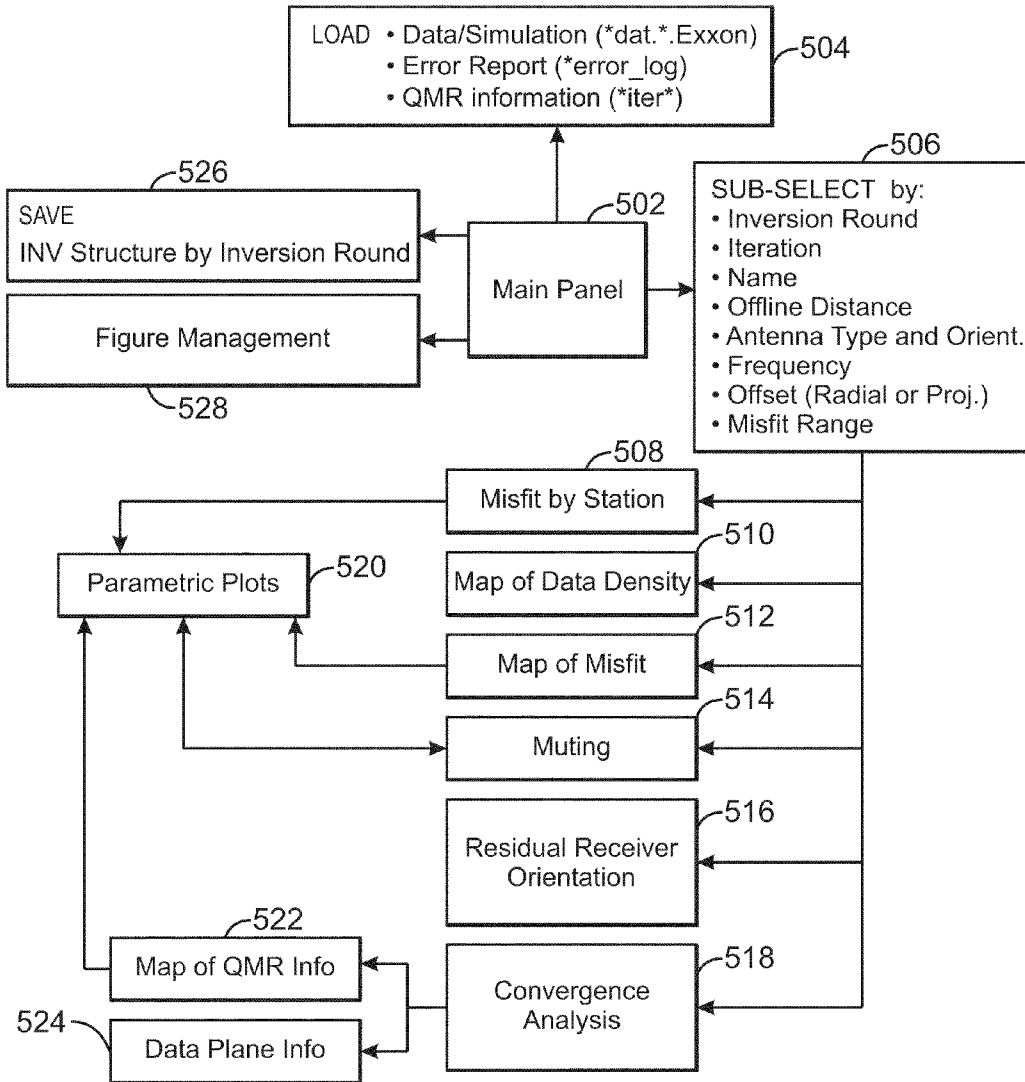 LOAD • Data/Simulation (*dat.*.Exxon)
• Error Report (*error_log)
• QMR information (*iter*)
504
506
SUB-SELECT by:
• Inversion Round
• Iteration
• Name
• Offline Distance
• Antenna Type and Orient.
• Frequency
• Offset (Radial or Proj.)
• Misfit Range
526
SAVE
INV Structure by Inversion Round
502
Main Panel
Figure Management
528
508
Misfit by Station
510
Map of Data Density
520
Parametric Plots
512
Map of Misfit
514
Muting
516
Residual Receiver
Orientation
522
Map of QMR Info
518
Convergence
Analysis
524
Data Plane Info